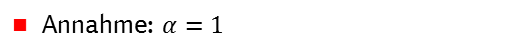 Annahme: 𝛼 = 1